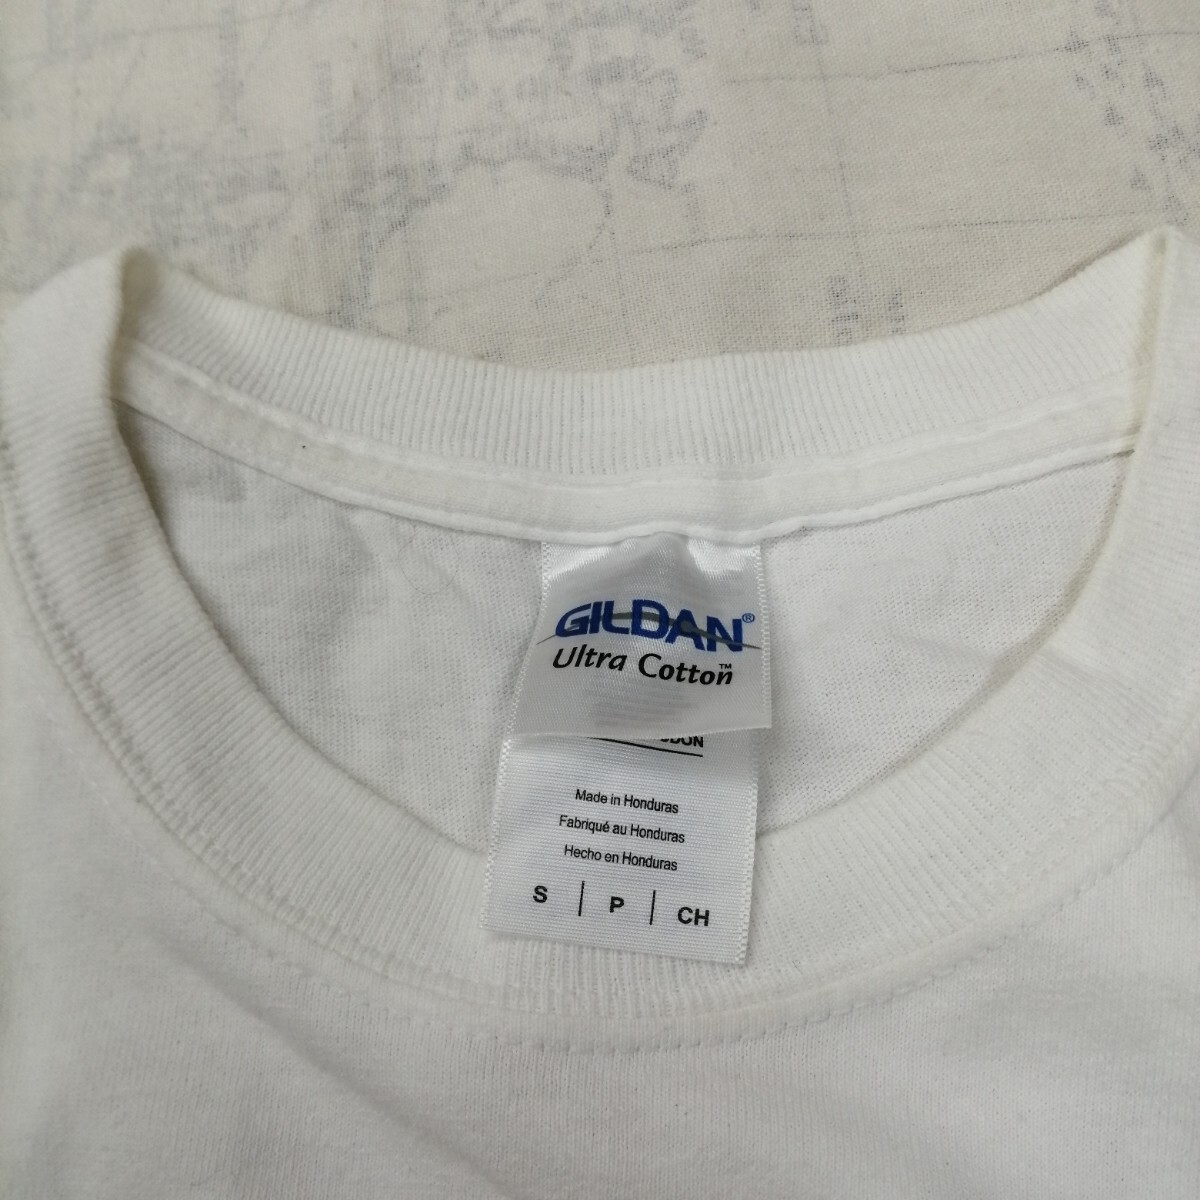 GILDAN®
Ultra Cotton™
Made in Honduras
Fabriqué au Honduras
Hecho en Honduras
S | P | CH